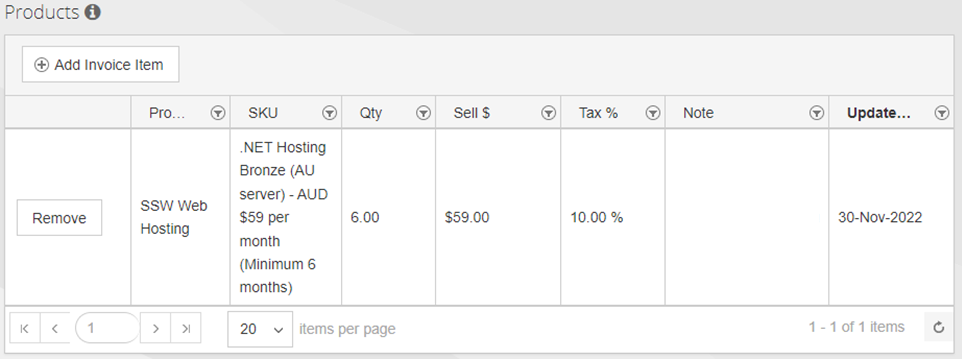 Products
Add Invoice Item
Pro... SKU Qty Sell $ Tax % Note Update...
Remove
SSW Web
Hosting
.NET Hosting
Bronze (AU
server) - AUD
$59 per
month
(Minimum 6
months)
6.00 $59.00 10.00 % 30-Nov-2022
1 20 items per page 1 - 1 of 1 items